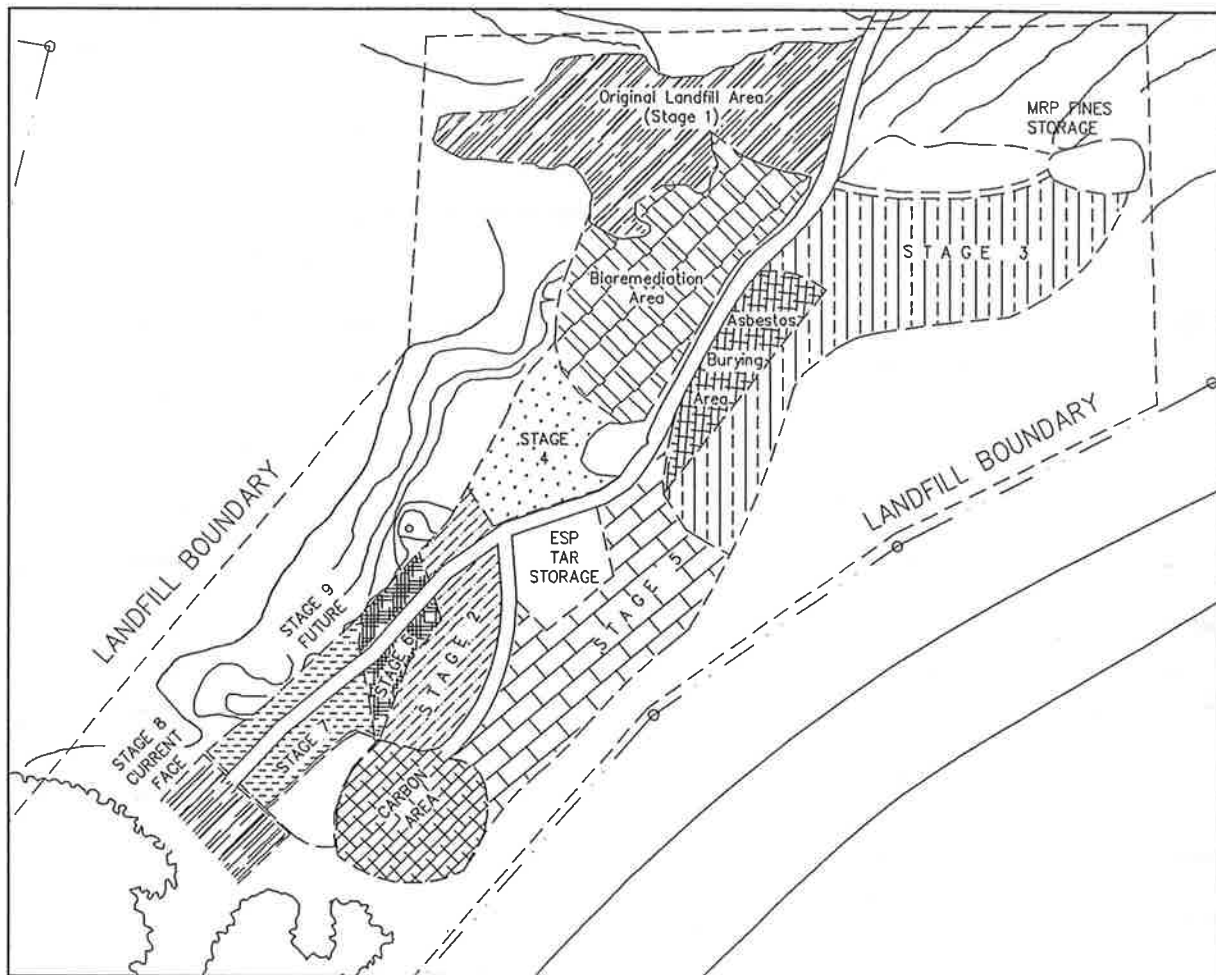 Original Landfill Area
(Stage 1)
MRP FINES
STORAGE
STAGE 3
Bioremediation
Area
Asbestos
Burying
Area
STAGE
4
LANDFILL BOUNDARY
LANDFILL BOUNDARY
ESP
TAR
STORAGE
STAGE 5
STAGE 9
FUTURE
STAGE 6
STAGE 2
STAGE 7
STAGE 8
CURRENT
FACE
CARBON
AREA